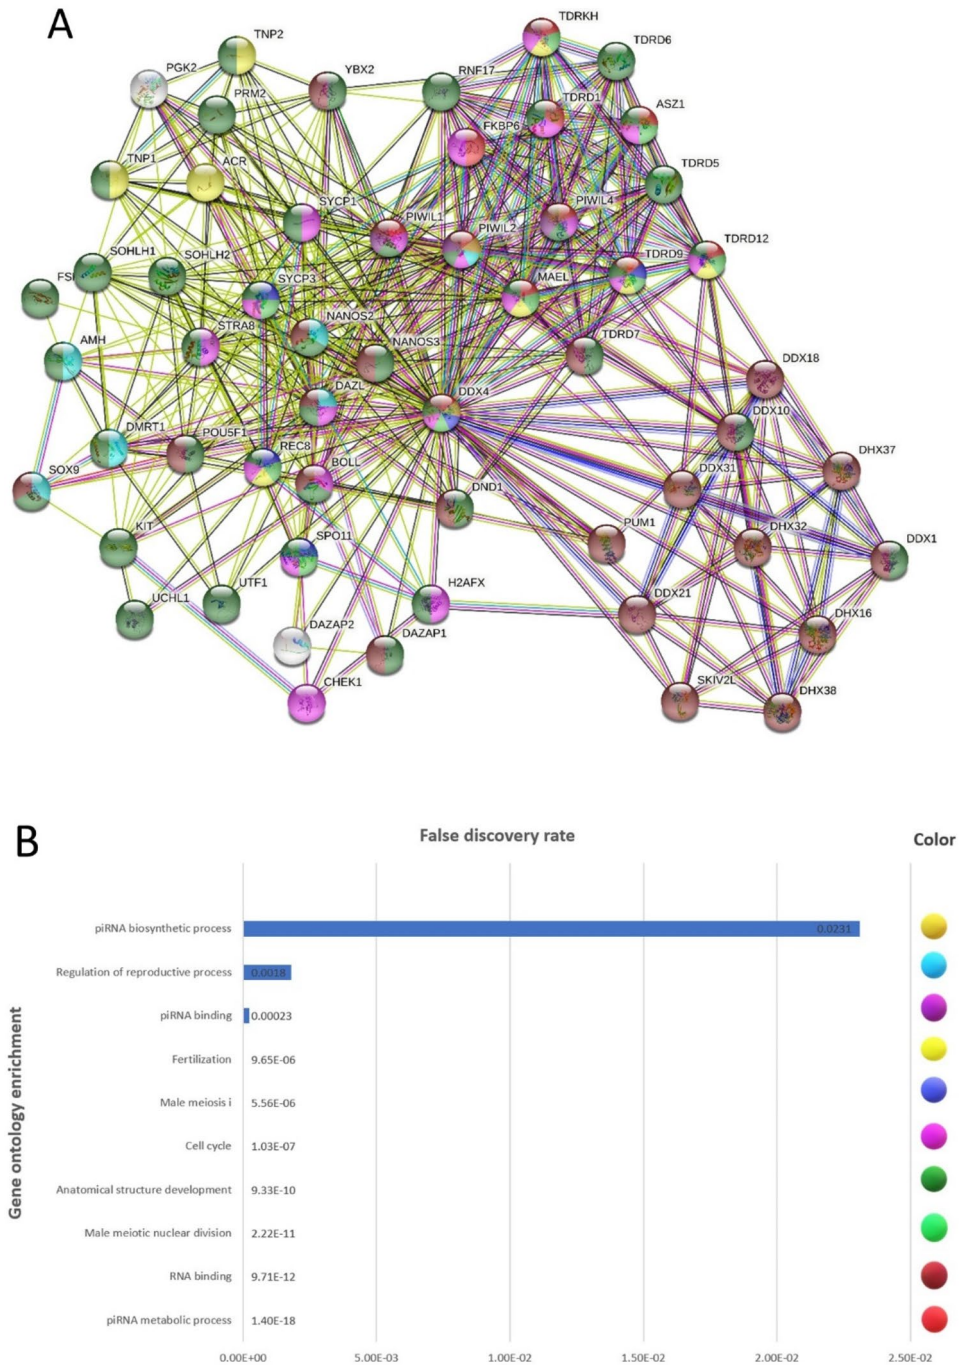 A
TDRKH
TNP2
TDRD6
PGK2
YBX2
RNF17
PRM2
TDRD1
ASZ1
FKBP6
TNP1
ACR
TDRD5
SYCP1
PIWIL4
PIWIL1
PIWIL2
TDRD12
SOHLH1
SOHLH2
TDRD9
SYCP3
MAEL
NANOS2
STRA8
TDRD7
AMH
NANOS3
DDX18
DAZL
DDX4
DDX10
DMRT1
POU5F1
REC8
DHX37
BOLL
SOX9
DDX31
DND1
PUM1
DHX32
KIT
SPO11
DDX1
UTF1
H2AFX
UCHL1
DDX21
DHX16
DAZAP2
DAZAP1
CHEK1
SKIV2L
DHX38
B
False discovery rate
Color
Gene ontology enrichment
piRNA biosynthetic process 0.0231
Regulation of reproductive process 0.0018
piRNA binding 0.00023
Fertilization 9.65E-06
Male meiosis i 5.56E-06
Cell cycle 1.03E-07
Anatomical structure development 9.33E-10
Male meiotic nuclear division 2.22E-11
RNA binding 9.71E-12
piRNA metabolic process 1.40E-18
0.00E+00 5.00E-03 1.00E-02 1.50E-02 2.00E-02 2.50E-02